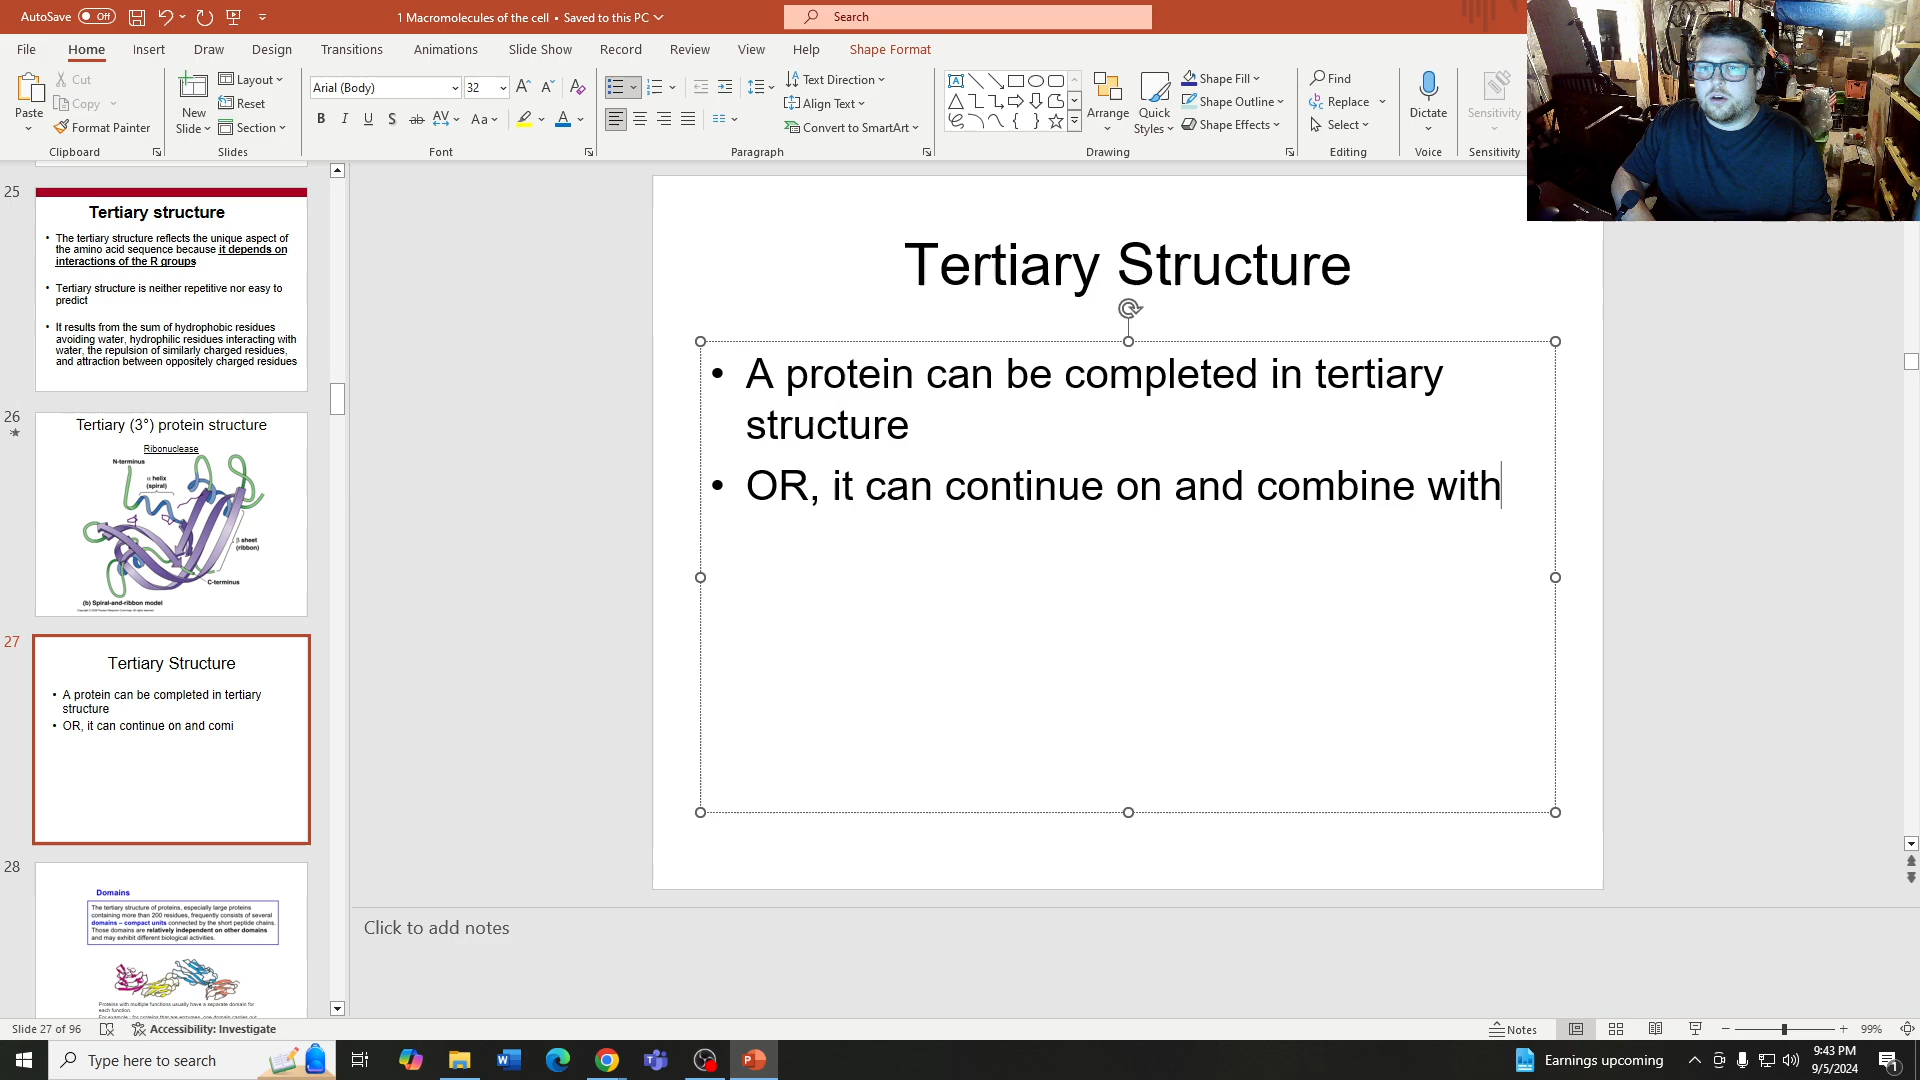 AutoSave Off
1 Macromolecules of the cell • Saved to this PC
Search
File Home Insert Draw Design Transitions Animations Slide Show Record Review View Help Shape Format
Paste
Cut
Copy
Format Painter
Clipboard
New
Slide
Layout
Reset
Section
Slides
Arial (Body) 32
B I U S ab AV Aa
Font
Text Direction
Align Text
Convert to SmartArt
Paragraph
Arrange
Quick
Styles
Shape Fill
Shape Outline
Shape Effects
Drawing
Find
Replace
Select
Editing
Dictate
Voice
Sensitivity
Sensitivity
25
Tertiary structure
• The tertiary structure reflects the unique aspect of
the amino acid sequence because it depends on
interactions of the R groups
• Tertiary structure is neither repetitive nor easy to
predict
• It results from the sum of hydrophobic residues
avoiding water, hydrophilic residues interacting with
water, the repulsion of similarly charged residues,
and attraction between oppositely charged residues
26
Tertiary (3°) protein structure
Ribonuclease
N-terminus
α helix
(spiral)
β sheet
(ribbon)
C-terminus
(b) Spiral-and-ribbon model
27
Tertiary Structure
• A protein can be completed in tertiary
structure
• OR, it can continue on and comi
28
Domains
The tertiary structure of proteins, especially large proteins
containing more than 200 residues, frequently consists of several
domains – compact units connected by the short peptide chains.
Those domains are relatively independent on other domains
and may exhibit different biological activities.
Proteins with multiple functions usually have a separate domain for
each function.
Tertiary Structure
• A protein can be completed in tertiary
structure
• OR, it can continue on and combine with
Click to add notes
Slide 27 of 96
Accessibility: Investigate
Notes
99%
Type here to search
Earnings upcoming
9:43 PM
9/5/2024
1